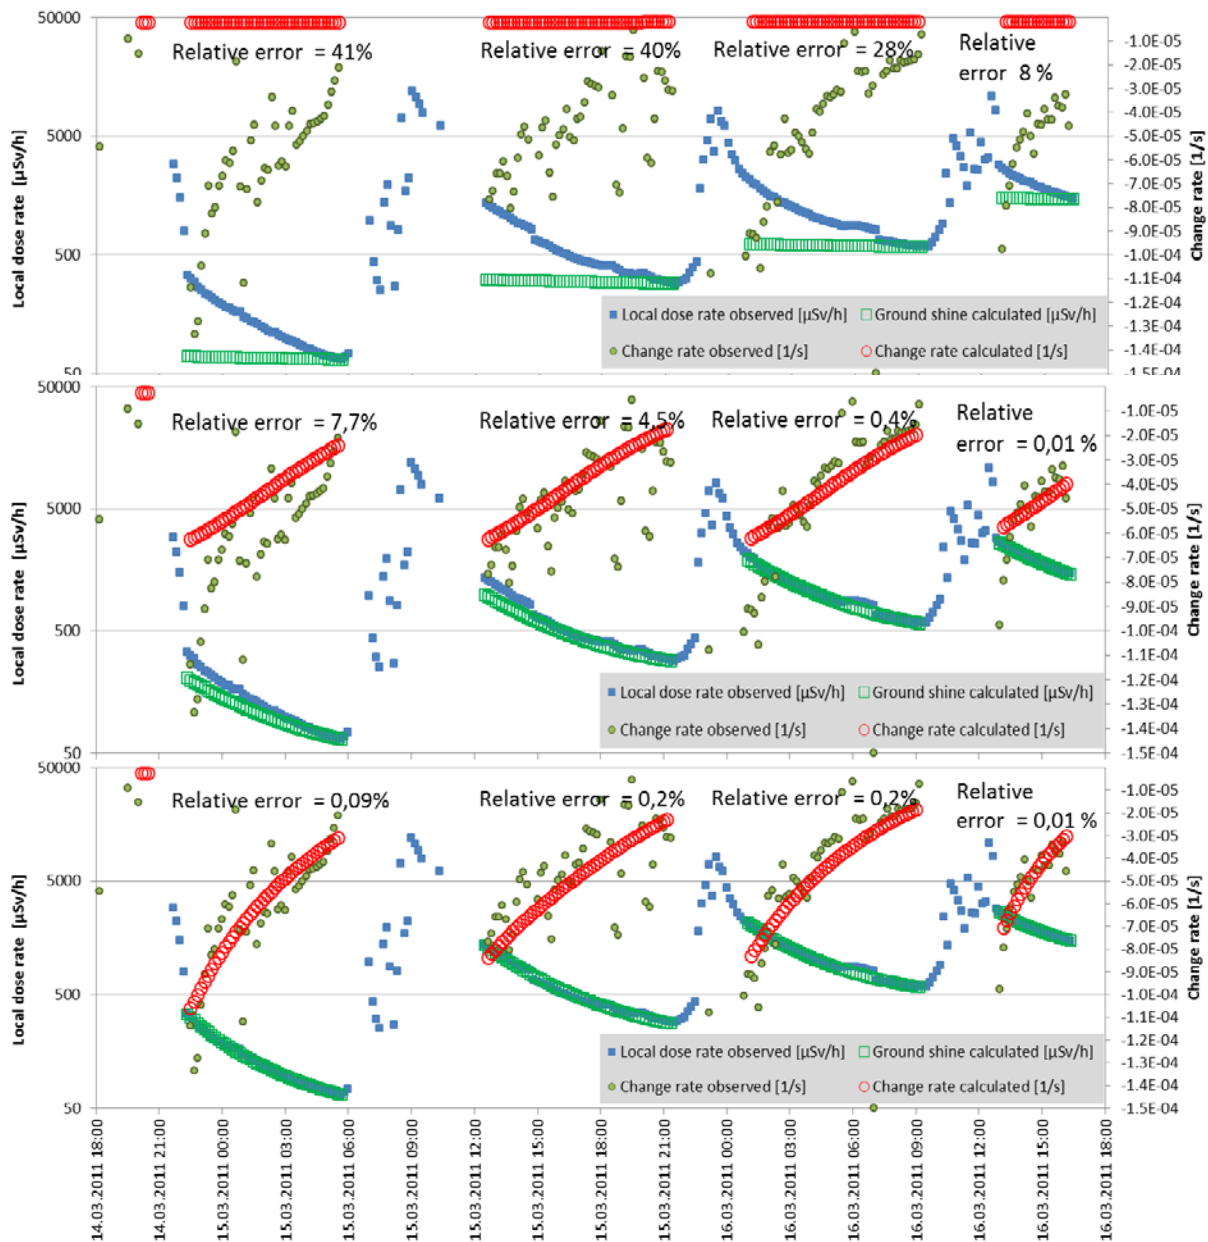 50000
5000
500
50
Local dose rate [µSv/h]
Relative error = 41%
Relative error = 40%
Relative error = 28%
Relative
error 8 %
-1.0E-05
-2.0E-05
-3.0E-05
-4.0E-05
-5.0E-05
-6.0E-05
-7.0E-05
-8.0E-05
-9.0E-05
-1.0E-04
-1.1E-04
-1.2E-04
-1.3E-04
-1.4E-04
-1.5E-04
Change rate [1/s]
Local dose rate observed [µSv/h]
Ground shine calculated [µSv/h]
Change rate observed [1/s]
Change rate calculated [1/s]
50000
5000
500
50
Local dose rate [µSv/h]
Relative error = 7,7%
Relative error = 4,5%
Relative error = 0,4%
Relative
error = 0,01 %
-1.0E-05
-2.0E-05
-3.0E-05
-4.0E-05
-5.0E-05
-6.0E-05
-7.0E-05
-8.0E-05
-9.0E-05
-1.0E-04
-1.1E-04
-1.2E-04
-1.3E-04
-1.4E-04
-1.5E-04
Change rate [1/s]
Local dose rate observed [µSv/h]
Ground shine calculated [µSv/h]
Change rate observed [1/s]
Change rate calculated [1/s]
50000
5000
500
50
Local dose rate [µSv/h]
Relative error = 0,09%
Relative error = 0,2%
Relative error = 0,2%
Relative
error = 0,01 %
-1.0E-05
-2.0E-05
-3.0E-05
-4.0E-05
-5.0E-05
-6.0E-05
-7.0E-05
-8.0E-05
-9.0E-05
-1.0E-04
-1.1E-04
-1.2E-04
-1.3E-04
-1.4E-04
-1.5E-04
Change rate [1/s]
Local dose rate observed [µSv/h]
Ground shine calculated [µSv/h]
Change rate observed [1/s]
Change rate calculated [1/s]
14.03.2011 18:00
14.03.2011 21:00
15.03.2011 00:00
15.03.2011 03:00
15.03.2011 06:00
15.03.2011 09:00
15.03.2011 12:00
15.03.2011 15:00
15.03.2011 18:00
15.03.2011 21:00
16.03.2011 00:00
16.03.2011 03:00
16.03.2011 06:00
16.03.2011 09:00
16.03.2011 12:00
16.03.2011 15:00
16.03.2011 18:00